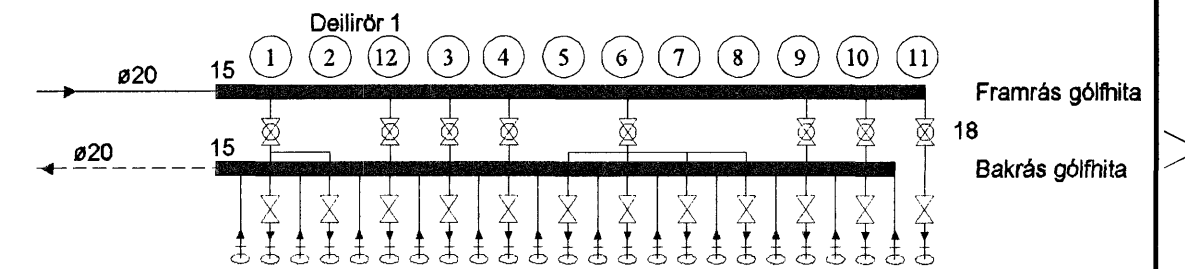 Deilirör 1
1 2 12 3 4 5 6 7 8 9 10 11
ø20 15 Framrás gólfhita
18
ø20 15 Bakrás gólfhita